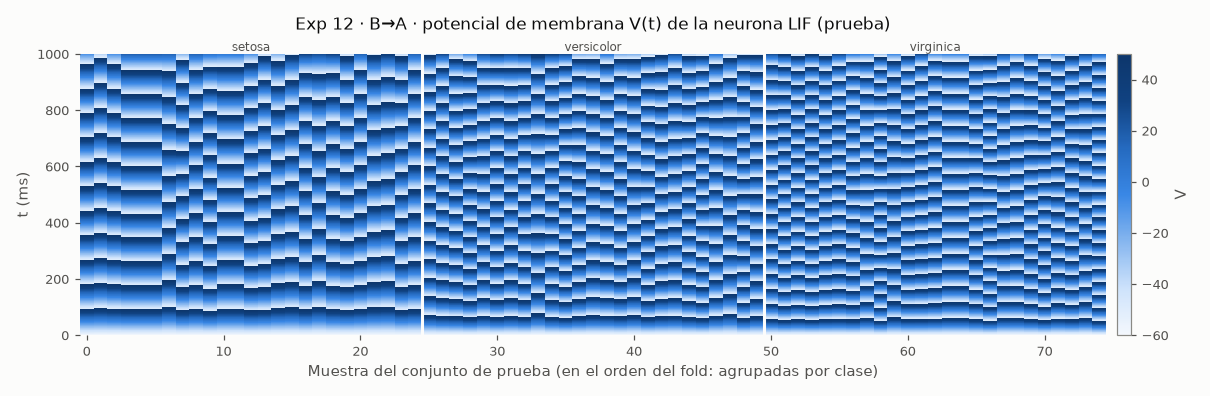 Exp 12 · B→A · potencial de membrana V(t) de la neurona LIF (prueba)
setosa versicolor virginica
1000
800
600
400
200
0
t (ms)
0 10 20 30 40 50 60 70
Muestra del conjunto de prueba (en el orden del fold: agrupadas por clase)
40
20
0
−20
−40
−60
V